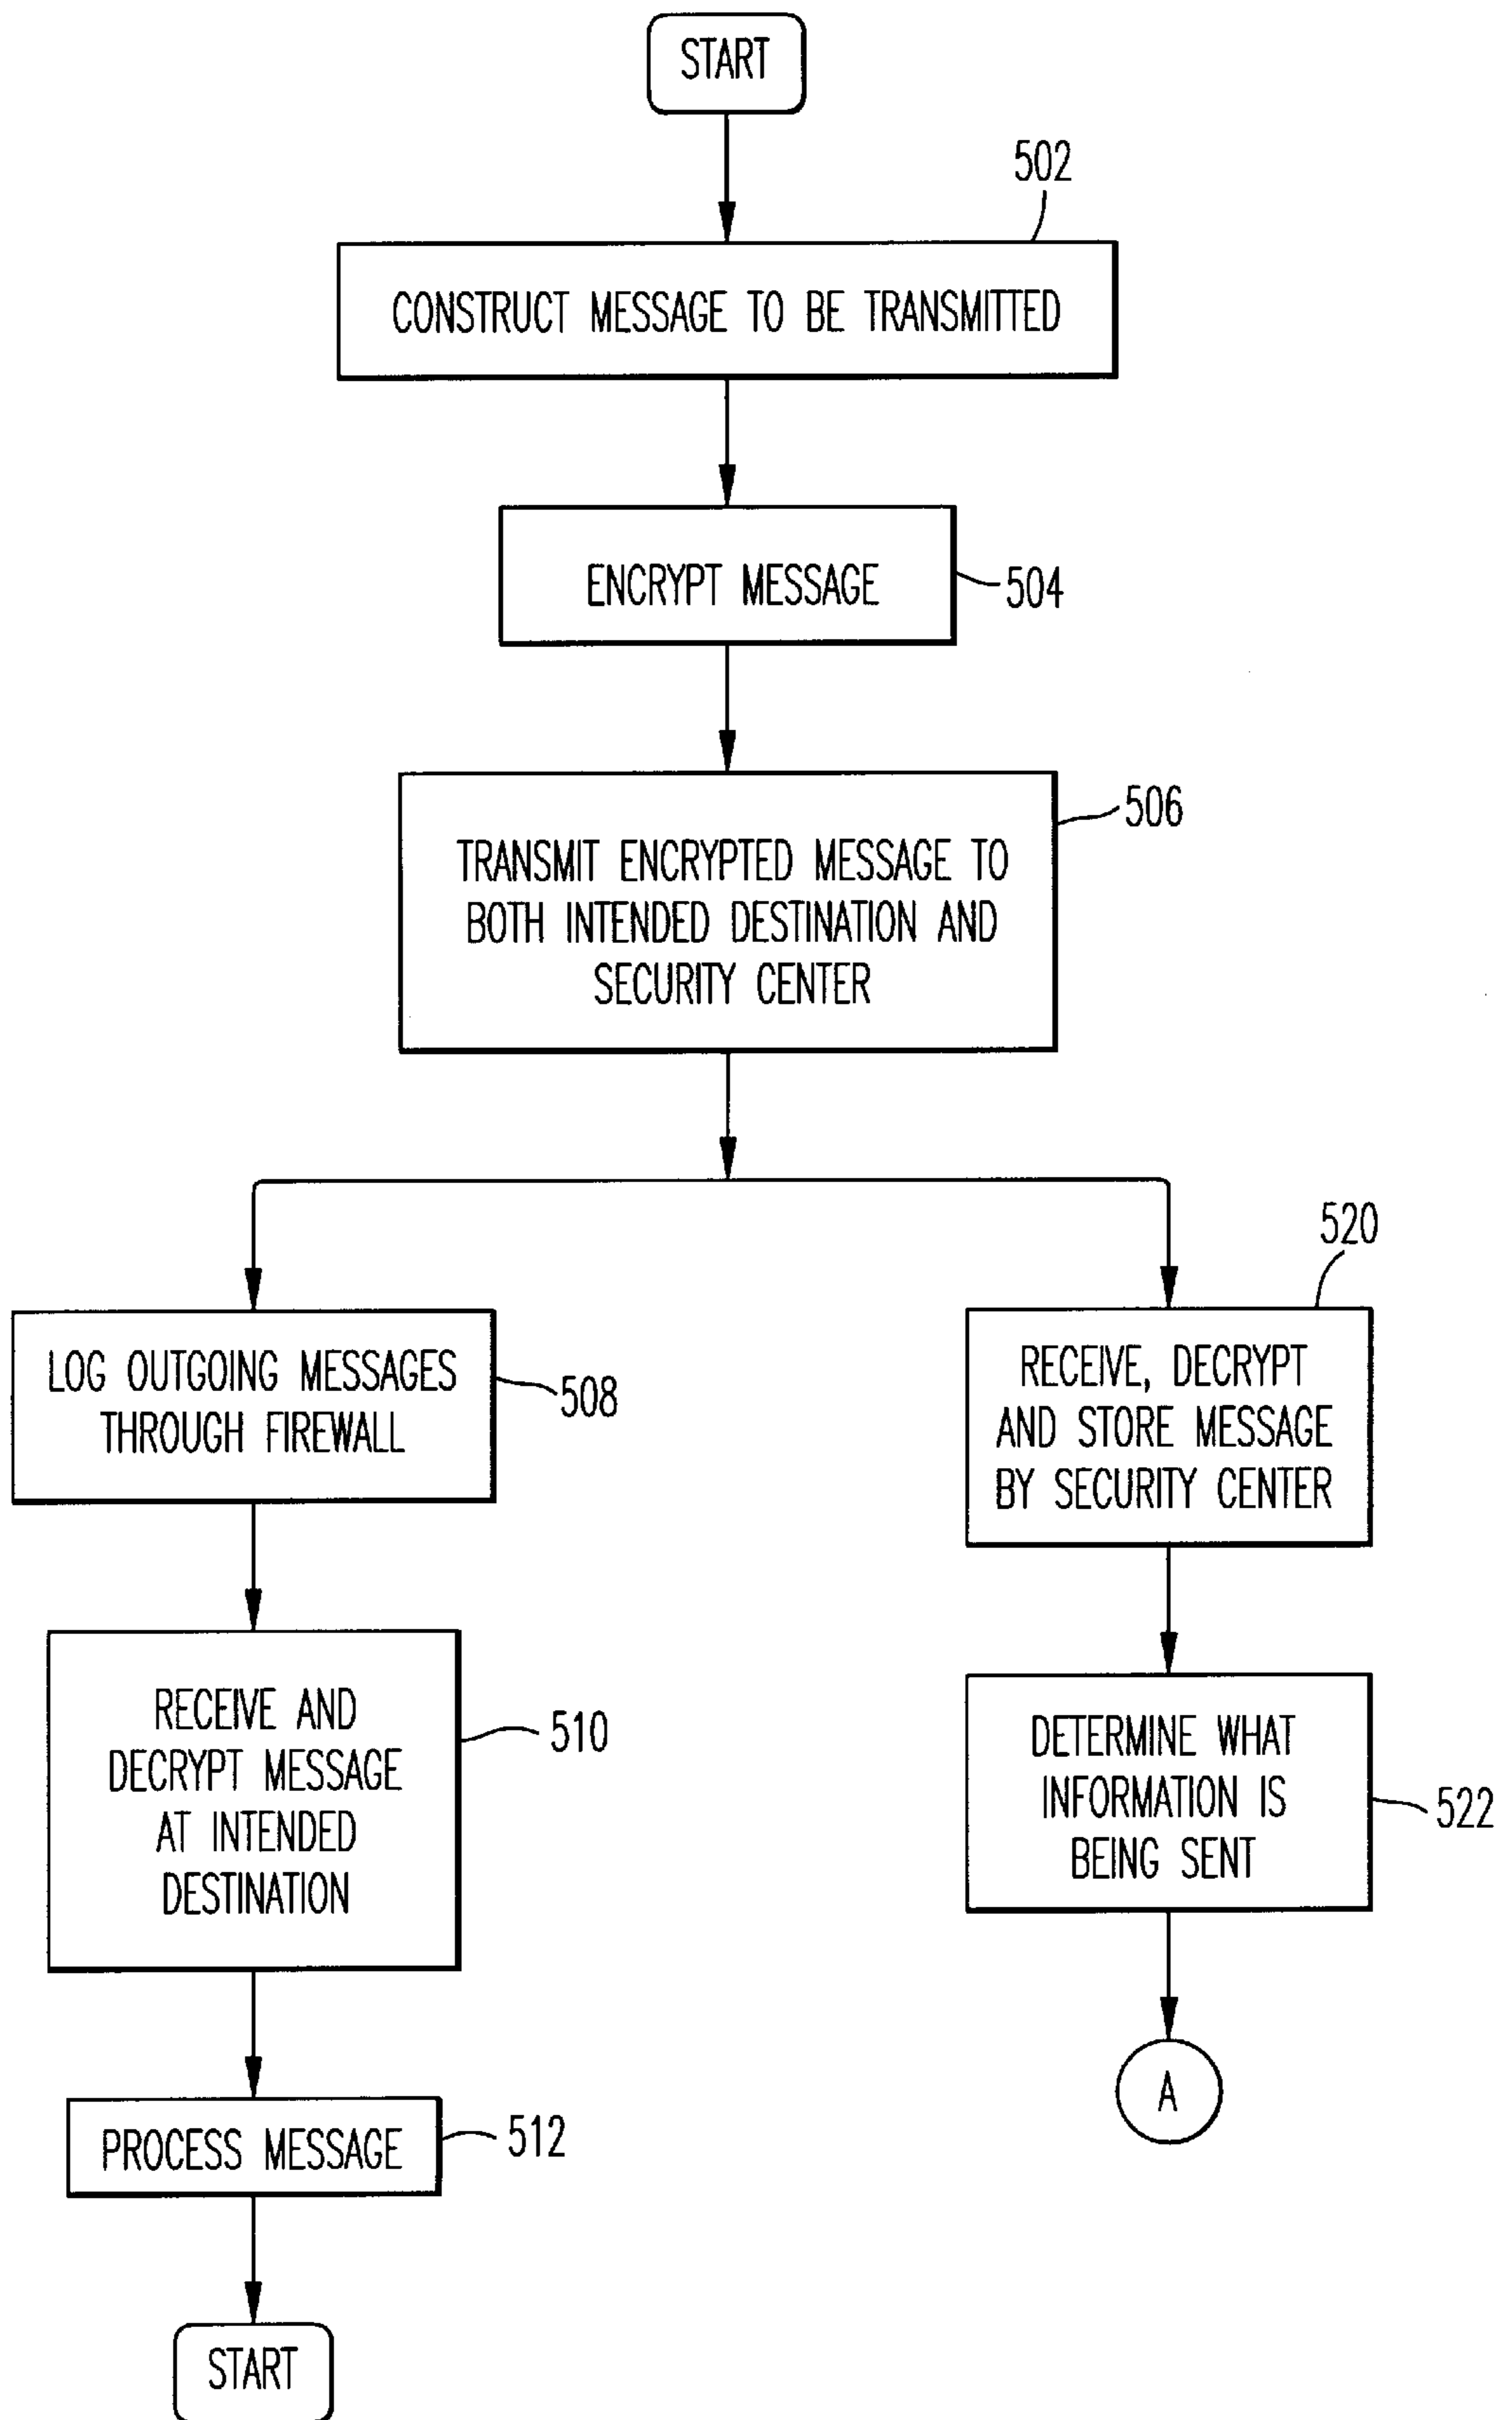 START
502
CONSTRUCT MESSAGE TO BE TRANSMITTED
ENCRYPT MESSAGE
504
506
TRANSMIT ENCRYPTED MESSAGE TO
BOTH INTENDED DESTINATION AND
SECURITY CENTER
LOG OUTGOING MESSAGES
THROUGH FIREWALL
508
RECEIVE AND
DECRYPT MESSAGE
AT INTENDED
DESTINATION
510
PROCESS MESSAGE
512
START
520
RECEIVE, DECRYPT
AND STORE MESSAGE
BY SECURITY CENTER
DETERMINE WHAT
INFORMATION IS
BEING SENT
522
A